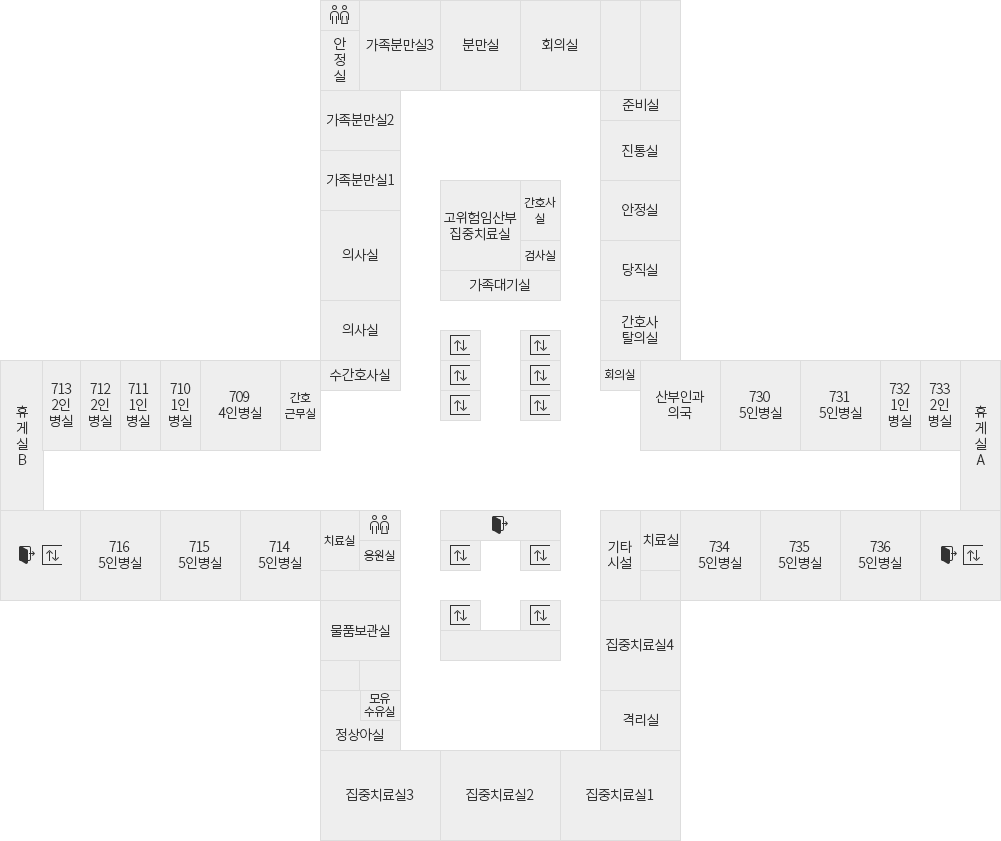 안
정
실
가족분만실3
분만실
회의실
가족분만실2
준비실
진통실
가족분만실1
안정실
고위험임산부
집중치료실
간호사
실
검사실
가족대기실
의사실
당직실
의사실
간호사
탈의실
수간호사실
회의실
휴
게
실
B
713
2인
병실
712
2인
병실
711
1인
병실
710
1인
병실
709
4인병실
간호
근무실
산부인과
의국
730
5인병실
731
5인병실
732
1인
병실
733
2인
병실
휴
게
실
A
716
5인병실
715
5인병실
714
5인병실
치료실
응원실
기타
시설
치료실
734
5인병실
735
5인병실
736
5인병실
물품보관실
집중치료실4
모유
수유실
정상아실
격리실
집중치료실3
집중치료실2
집중치료실1